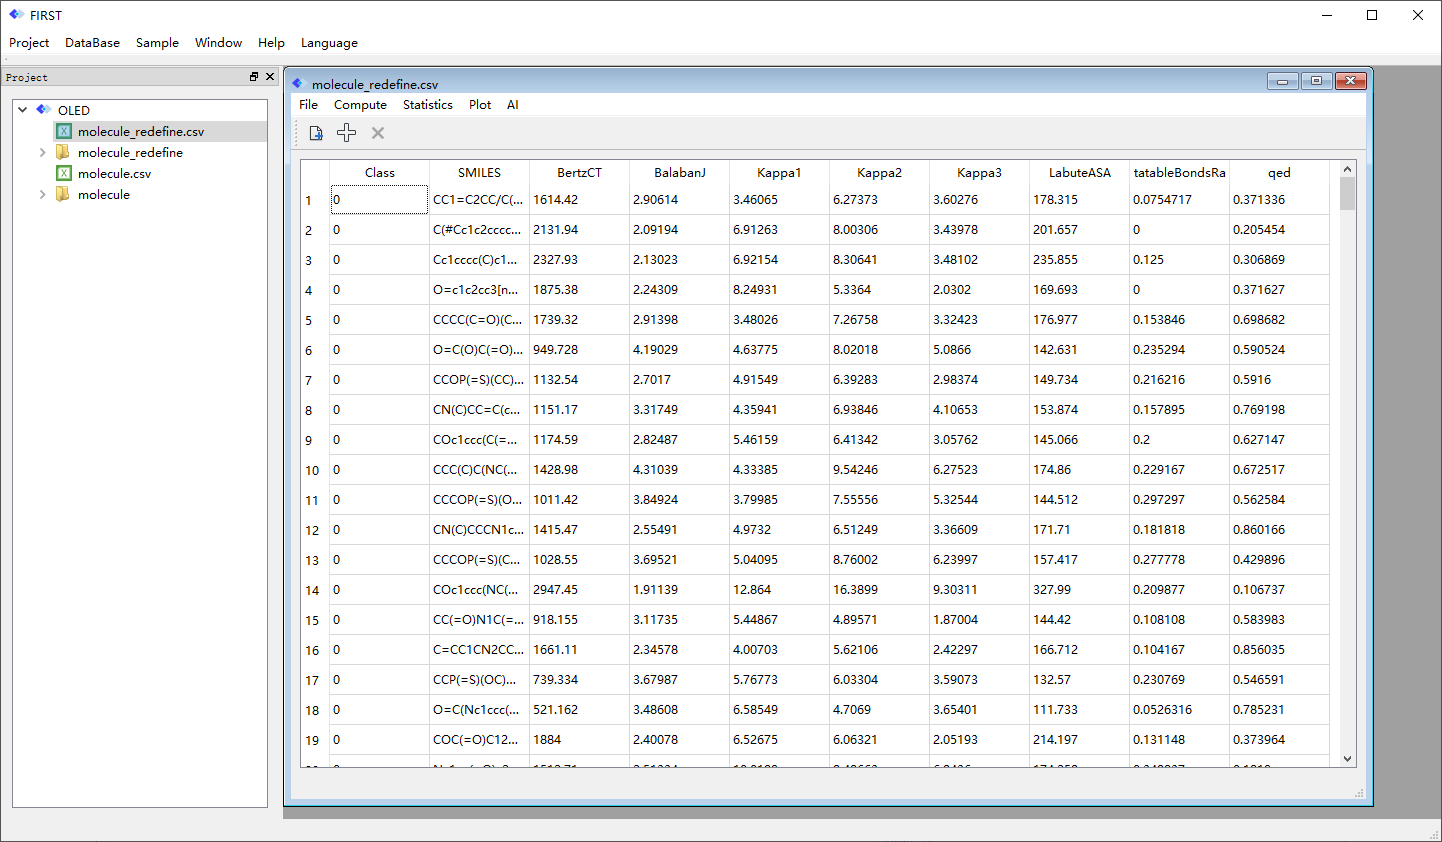 FIRST
Project DataBase Sample Window Help Language
Project
OLED
molecule_redefine.csv
molecule_redefine
molecule.csv
molecule
molecule_redefine.csv
File Compute Statistics Plot AI
Class SMILES BertzCT BalabanJ Kappa1 Kappa2 Kappa3 LabuteASA tatableBondsRa qed
1 0 CC1=C2CC/C(... 1614.42 2.90614 3.46065 6.27373 3.60276 178.315 0.0754717 0.371336
2 0 C(#Cc1c2cccc... 2131.94 2.09194 6.91263 8.00306 3.43978 201.657 0 0.205454
3 0 Cc1cccc(C)c1... 2327.93 2.13023 6.92154 8.30641 3.48102 235.855 0.125 0.306869
4 0 O=c1c2cc3[n... 1875.38 2.24309 8.24931 5.3364 2.0302 169.693 0 0.371627
5 0 CCCC(C=O)(C... 1739.32 2.91398 3.48026 7.26758 3.32423 176.977 0.153846 0.698682
6 0 O=C(O)C(=O)... 949.728 4.19029 4.63775 8.02018 5.0866 142.631 0.235294 0.590524
7 0 CCOP(=S)(CC)... 1132.54 2.7017 4.91549 6.39283 2.98374 149.734 0.216216 0.5916
8 0 CN(C)CC=C(c... 1151.17 3.31749 4.35941 6.93846 4.10653 153.874 0.157895 0.769198
9 0 COc1ccc(C(=... 1174.59 2.82487 5.46159 6.41342 3.05762 145.066 0.2 0.627147
10 0 CCC(C)C(NC(... 1428.98 4.31039 4.33385 9.54246 6.27523 174.86 0.229167 0.672517
11 0 CCCOP(=S)(O... 1011.42 3.84924 3.79985 7.55556 5.32544 144.512 0.297297 0.562584
12 0 CN(C)CCCN1c... 1415.47 2.55491 4.9732 6.51249 3.36609 171.71 0.181818 0.860166
13 0 CCCOP(=S)(C... 1028.55 3.69521 5.04095 8.76002 6.23997 157.417 0.277778 0.429896
14 0 COc1ccc(NC(... 2947.45 1.91139 12.864 16.3899 9.30311 327.99 0.209877 0.106737
15 0 CC(=O)N1C(=... 918.155 3.11735 5.44867 4.89571 1.87004 144.42 0.108108 0.583983
16 0 C=CC1CN2CC... 1661.11 2.34578 4.00703 5.62106 2.42297 166.712 0.104167 0.856035
17 0 CCP(=S)(OC)... 739.334 3.67987 5.76773 6.03304 3.59073 132.57 0.230769 0.546591
18 0 O=C(Nc1ccc(... 521.162 3.48608 6.58549 4.7069 3.65401 111.733 0.0526316 0.785231
19 0 COC(=O)C12... 1884 2.40078 6.52675 6.06321 2.05193 214.197 0.131148 0.373964